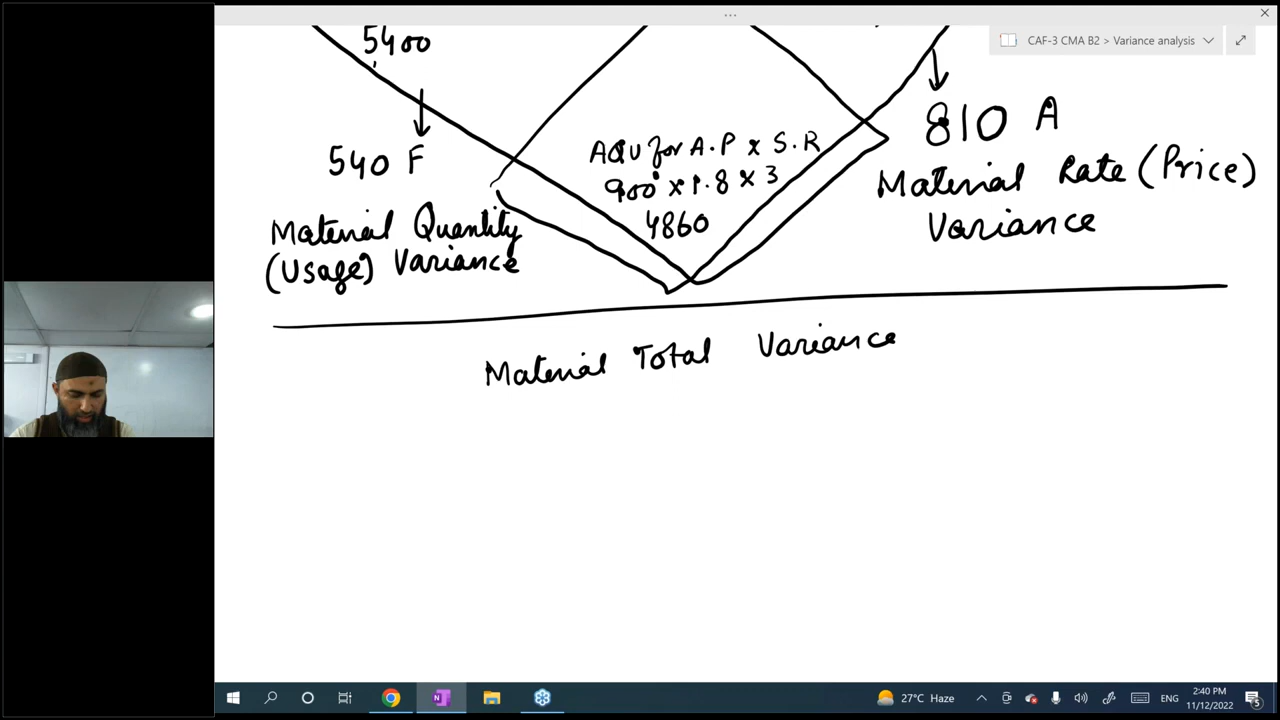 CAF-3 CMA B2 > Variance analysis
5400
540 F
Material Quantity
(Usage) Variance
AQU for A.P x S.R
900 x 1.8 x 3
4860
810 A
Material Rate (Price)
Variance
Material Total Variance
27°C Haze
ENG
2:40 PM
11/12/2022
5